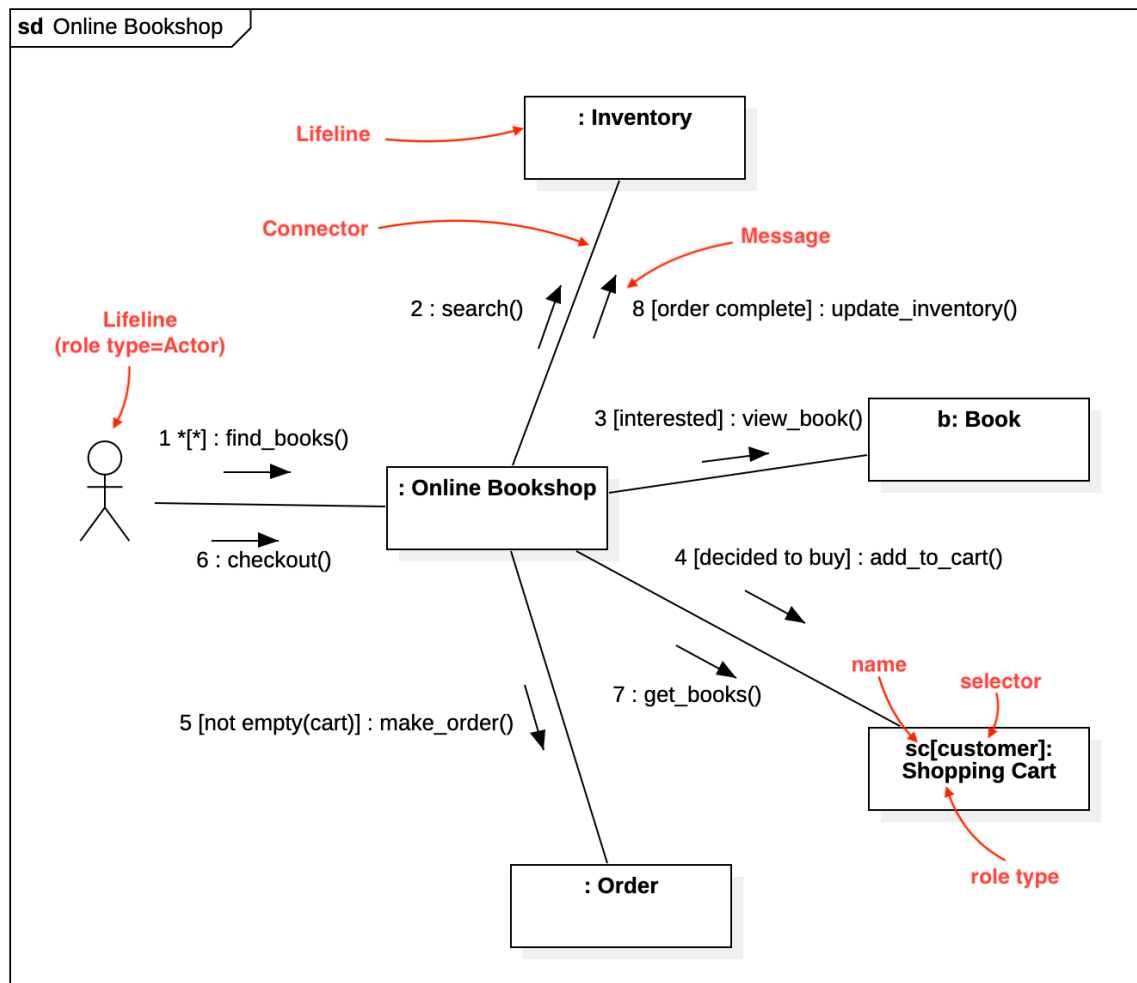 sd Online Bookshop
: Inventory
Lifeline
Connector
Message
2 : search()
8 [order complete] : update_inventory()
Lifeline
(role type=Actor)
1 *[*] : find_books()
3 [interested] : view_book()
b: Book
: Online Bookshop
6 : checkout()
4 [decided to buy] : add_to_cart()
name
selector
7 : get_books()
5 [not empty(cart)] : make_order()
sc[customer]:
Shopping Cart
role type
: Order